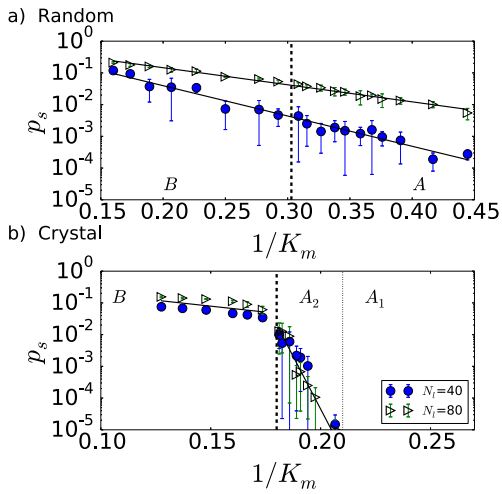 a) Random
10^0
10^-1
10^-2
10^-3
10^-4
10^-5
p_s
B
A
0.15 0.20 0.25 0.30 0.35 0.40 0.45
1/K_m
b) Crystal
10^0
10^-1
10^-2
10^-3
10^-4
10^-5
p_s
B
A_2
A_1
N_l=40
N_l=80
0.10 0.15 0.20 0.25
1/K_m